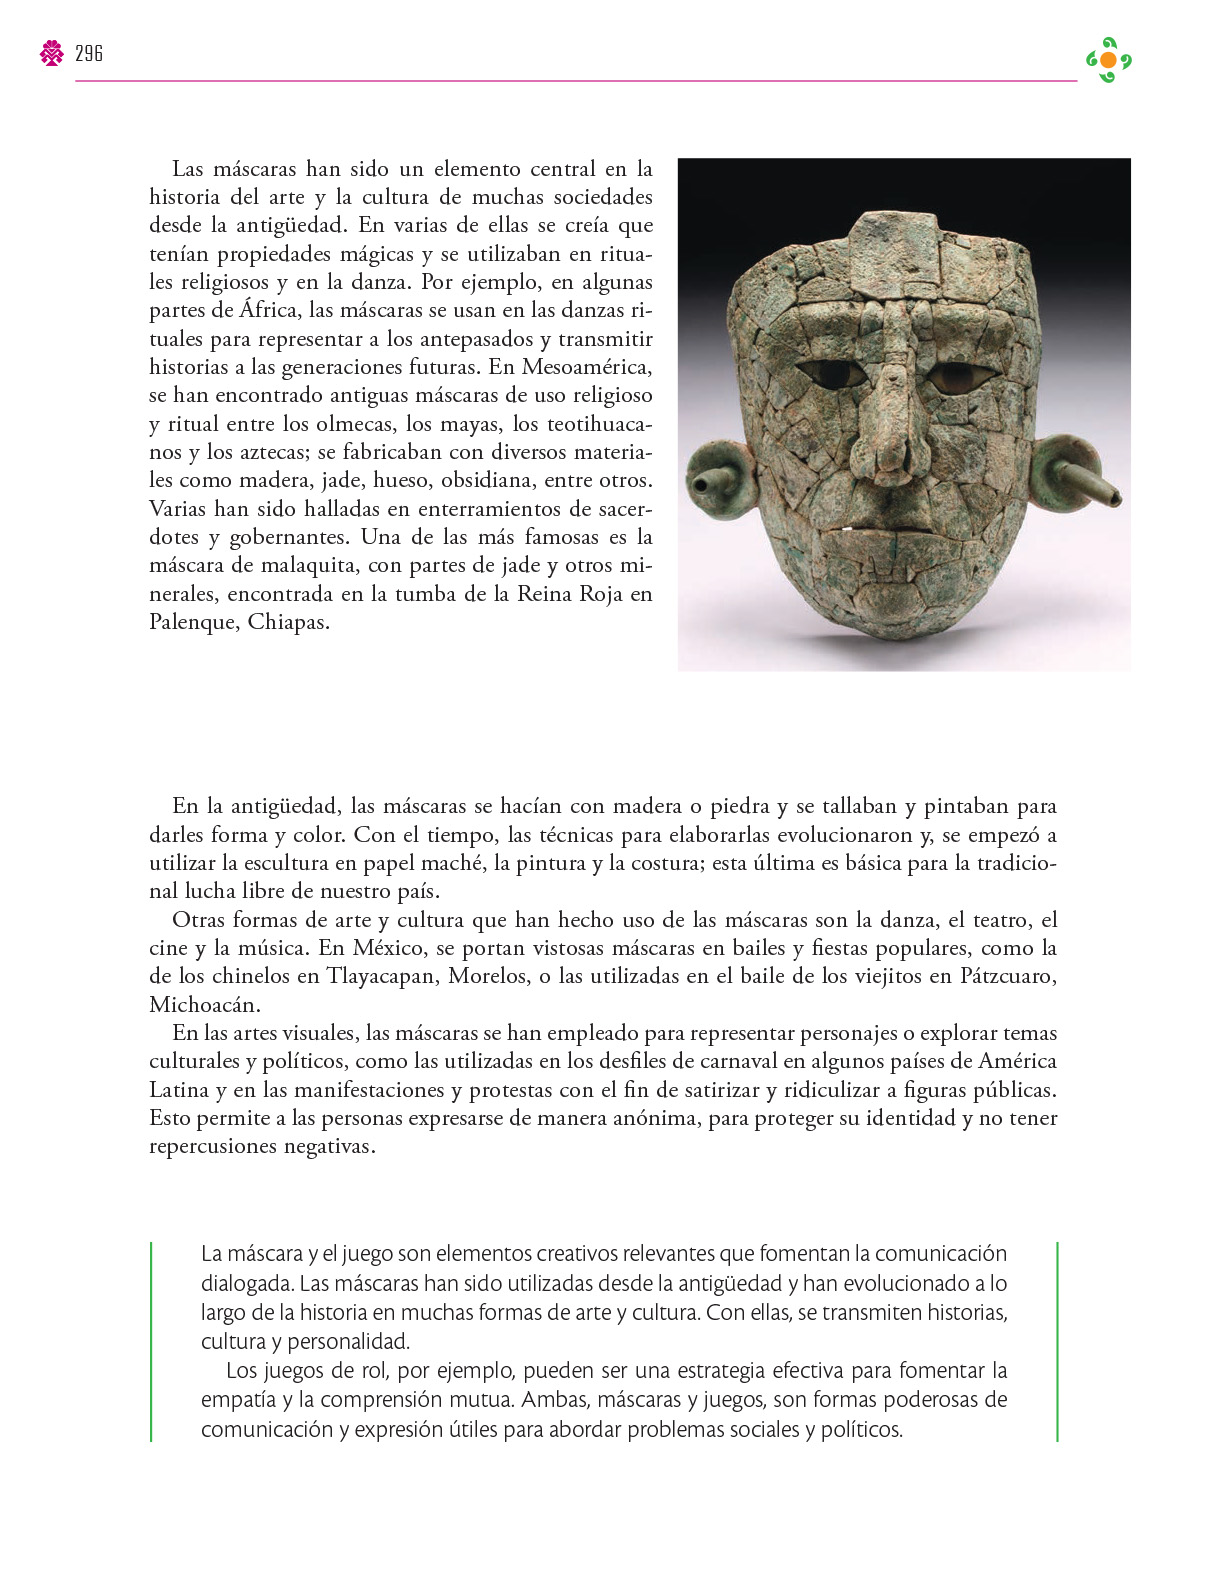 296
Las máscaras han sido un elemento central en la
historia del arte y la cultura de muchas sociedades
desde la antigüedad. En varias de ellas se creía que
tenían propiedades mágicas y se utilizaban en ritua-
les religiosos y en la danza. Por ejemplo, en algunas
partes de África, las máscaras se usan en las danzas ri-
tuales para representar a los antepasados y transmitir
historias a las generaciones futuras. En Mesoamérica,
se han encontrado antiguas máscaras de uso religioso
y ritual entre los olmecas, los mayas, los teotihuaca-
nos y los aztecas; se fabricaban con diversos materia-
les como madera, jade, hueso, obsidiana, entre otros.
Varias han sido halladas en enterramientos de sacer-
dotes y gobernantes. Una de las más famosas es la
máscara de malaquita, con partes de jade y otros mi-
nerales, encontrada en la tumba de la Reina Roja en
Palenque, Chiapas.
En la antigüedad, las máscaras se hacían con madera o piedra y se tallaban y pintaban para
darles forma y color. Con el tiempo, las técnicas para elaborarlas evolucionaron y, se empezó a
utilizar la escultura en papel maché, la pintura y la costura; esta última es básica para la tradicio-
nal lucha libre de nuestro país.
Otras formas de arte y cultura que han hecho uso de las máscaras son la danza, el teatro, el
cine y la música. En México, se portan vistosas máscaras en bailes y fiestas populares, como la
de los chinelos en Tlayacapan, Morelos, o las utilizadas en el baile de los viejitos en Pátzcuaro,
Michoacán.
En las artes visuales, las máscaras se han empleado para representar personajes o explorar temas
culturales y políticos, como las utilizadas en los desfiles de carnaval en algunos países de América
Latina y en las manifestaciones y protestas con el fin de satirizar y ridiculizar a figuras públicas.
Esto permite a las personas expresarse de manera anónima, para proteger su identidad y no tener
repercusiones negativas.
La máscara y el juego son elementos creativos relevantes que fomentan la comunicación
dialogada. Las máscaras han sido utilizadas desde la antigüedad y han evolucionado a lo
largo de la historia en muchas formas de arte y cultura. Con ellas, se transmiten historias,
cultura y personalidad.
Los juegos de rol, por ejemplo, pueden ser una estrategia efectiva para fomentar la
empatía y la comprensión mutua. Ambas, máscaras y juegos, son formas poderosas de
comunicación y expresión útiles para abordar problemas sociales y políticos.